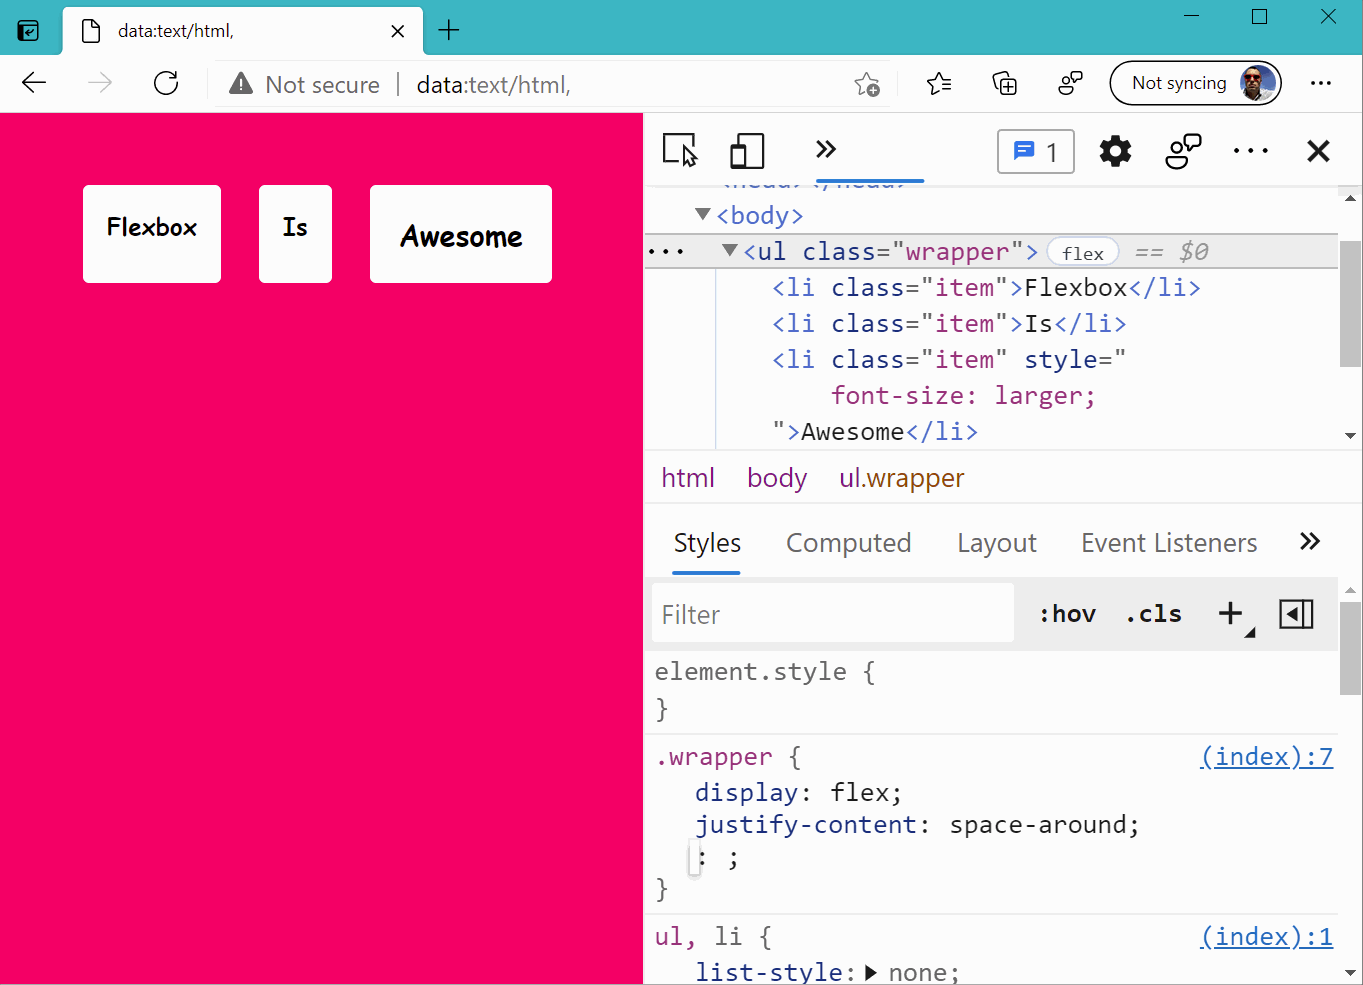 data:text/html,
Not secure | data:text/html,
Not syncing
Flexbox
Is
Awesome
1
<head></head>
<body>
<ul class="wrapper"> flex == $0
<li class="item">Flexbox</li>
<li class="item">Is</li>
<li class="item" style="
font-size: larger;
">Awesome</li>
html body ul.wrapper
Styles Computed Layout Event Listeners
Filter :hov .cls
element.style {
}
.wrapper { (index):7
display: flex;
justify-content: space-around;
: ;
}
ul, li { (index):1
list-style: none;